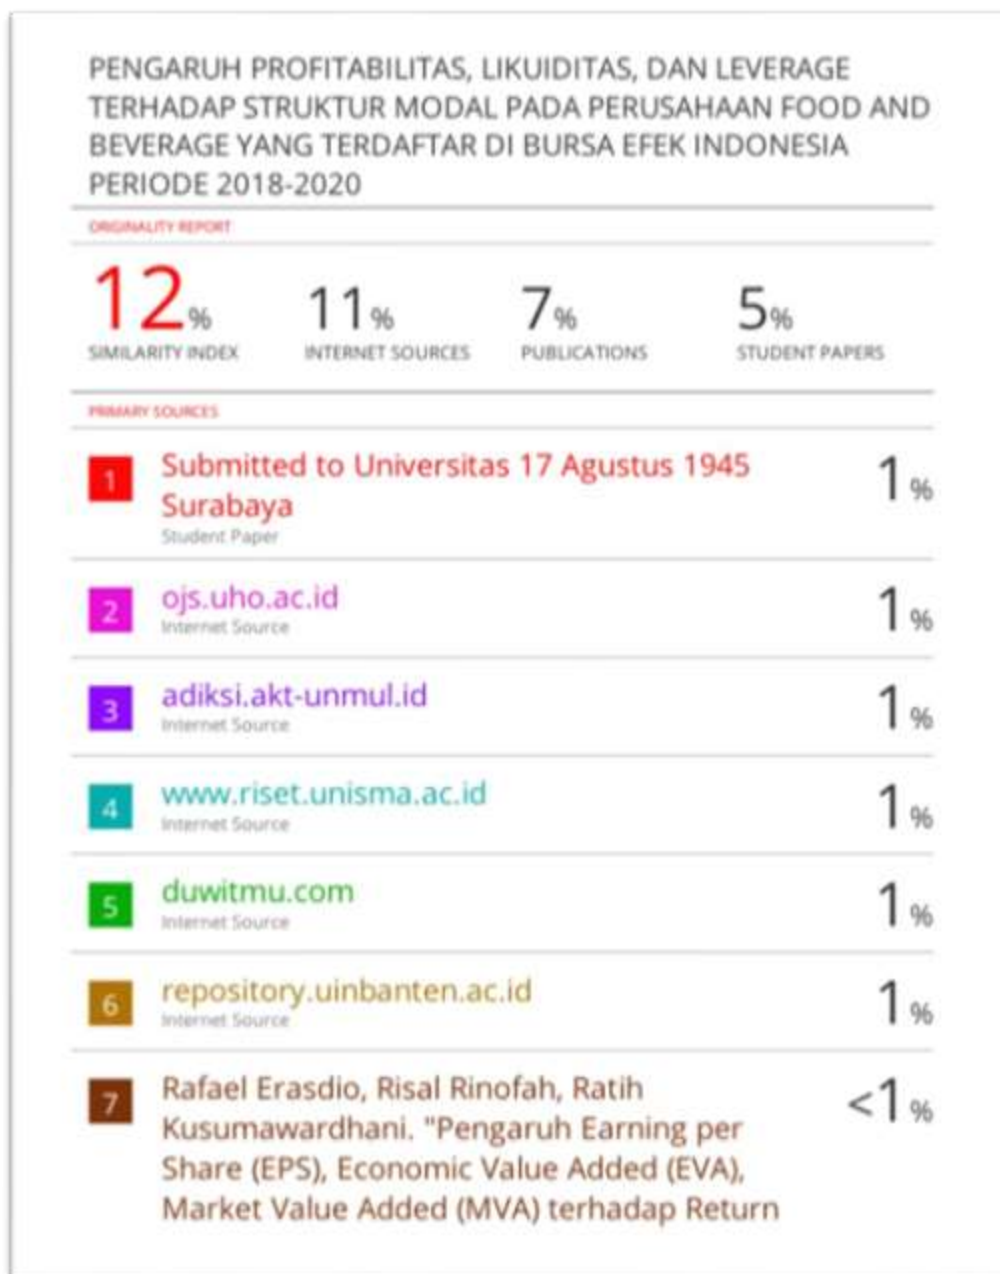 PENGARUH PROFITABILITAS, LIKUIDITAS, DAN LEVERAGE
TERHADAP STRUKTUR MODAL PADA PERUSAHAAN FOOD AND
BEVERAGE YANG TERDAFTAR DI BURSA EFEK INDONESIA
PERIODE 2018-2020
ORIGINALITY REPORT
12%
SIMILARITY INDEX
11%
INTERNET SOURCES
7%
PUBLICATIONS
5%
STUDENT PAPERS
PRIMARY SOURCES
1 Submitted to Universitas 17 Agustus 1945 1%
Surabaya
Student Paper
2 ojs.uho.ac.id 1%
Internet Source
3 adiksi.akt-unmul.id 1%
Internet Source
4 www.riset.unisma.ac.id 1%
Internet Source
5 duwitmu.com 1%
Internet Source
6 repository.uinbanten.ac.id 1%
Internet Source
7 Rafael Erasdio, Risal Rinofah, Ratih <1%
Kusumawardhani. "Pengaruh Earning per
Share (EPS), Economic Value Added (EVA),
Market Value Added (MVA) terhadap Return